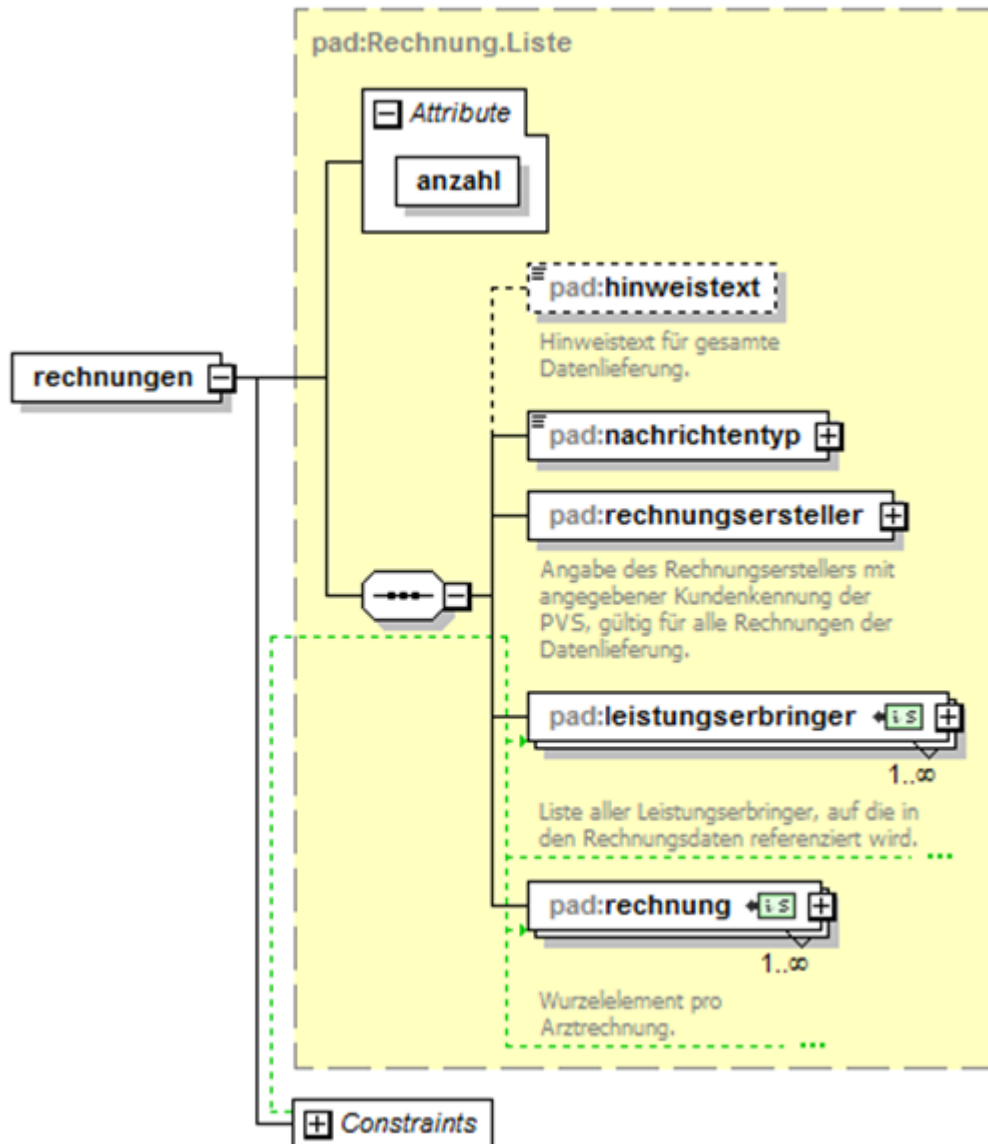 pad:Rechnung.Liste
Attribute
anzahl
pad:hinweistext
Hinweistext für gesamte
Datenlieferung.
rechnungen
pad:nachrichtentyp
pad:rechnungsersteller
Angabe des Rechnungserstellers mit
angegebener Kundenkennung der
PVS, gültig für alle Rechnungen der
Datenlieferung.
pad:leistungserbringer
1..∞
Liste aller Leistungserbringer, auf die in
den Rechnungsdaten referenziert wird.
...
pad:rechnung
1..∞
Wurzelelement pro
Arztrechnung.
...
Constraints